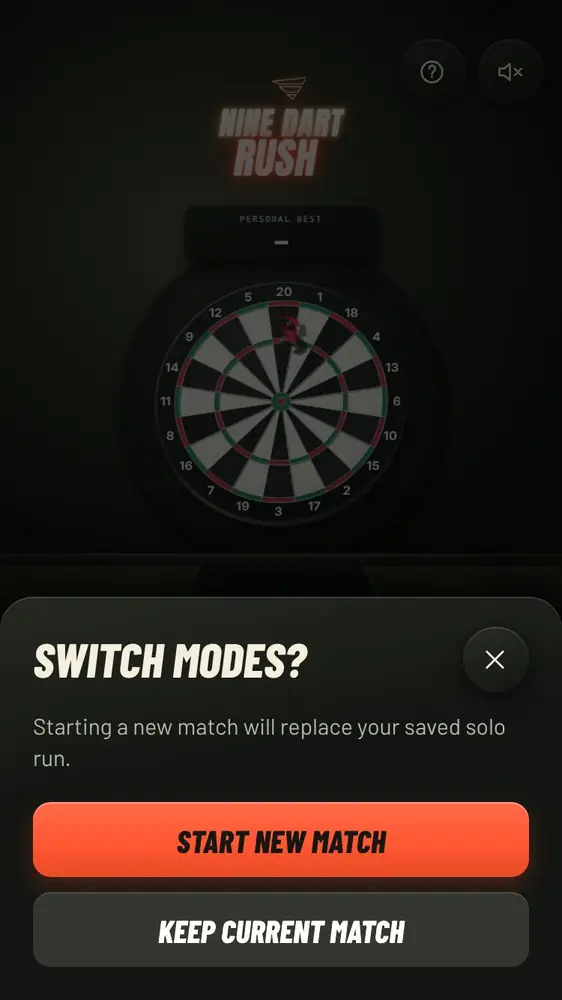 NINE DART
RUSH
PERSONAL BEST
20
1
18
4
13
6
10
15
2
17
3
19
7
16
8
11
14
9
12
5
SWITCH MODES?
Starting a new match will replace your saved solo
run.
START NEW MATCH
KEEP CURRENT MATCH